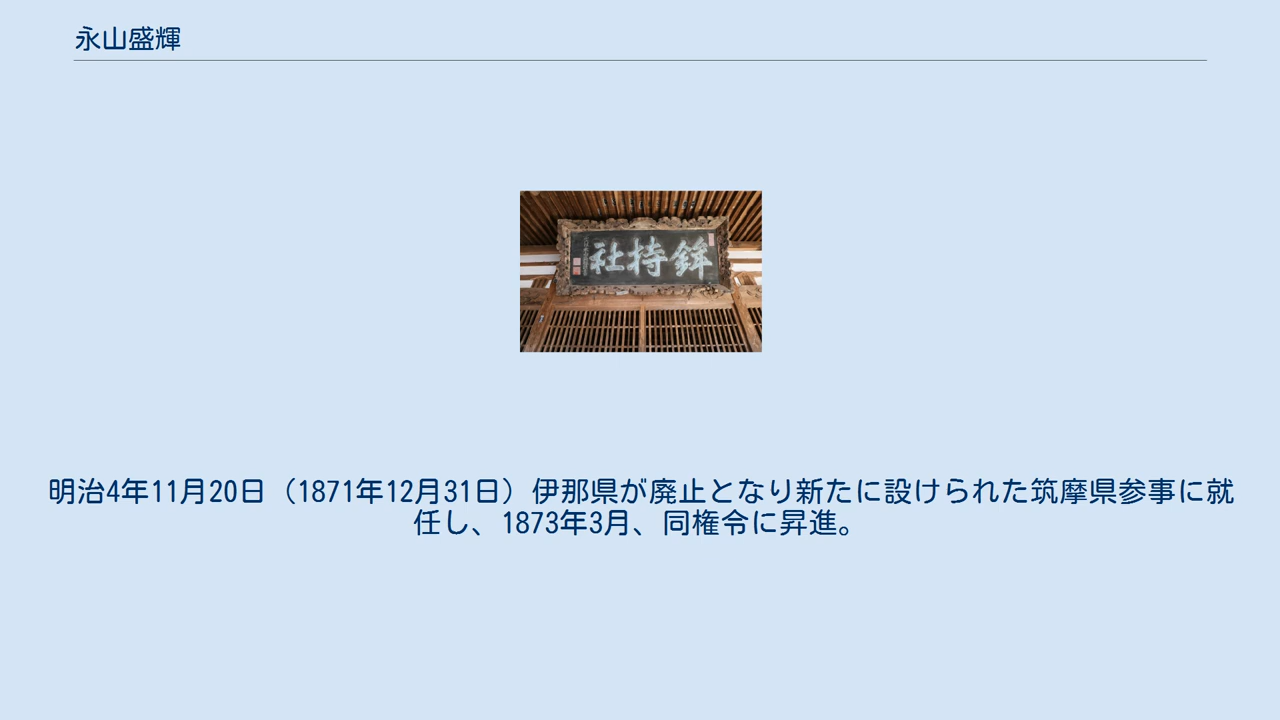 永山盛輝
社持鉾
明治4年11月20日（1871年12月31日）伊那県が廃止となり新たに設けられた筑摩県参事に就
任し、1873年3月、同権令に昇進。